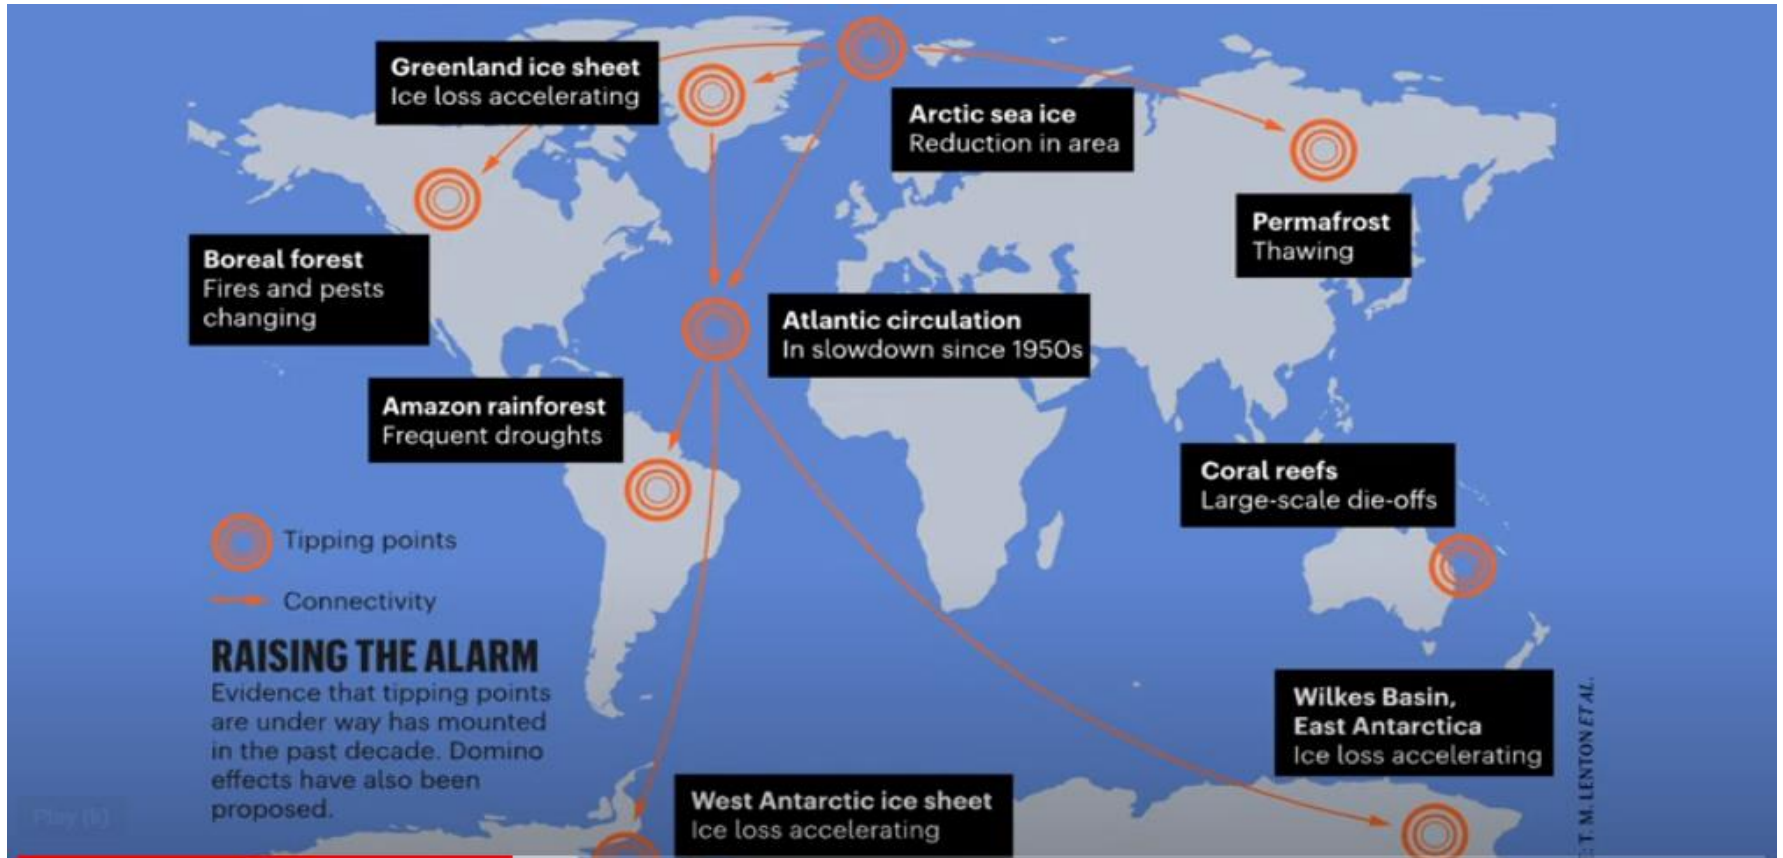 Greenland ice sheet
Ice loss accelerating
Arctic sea ice
Reduction in area
Permafrost
Thawing
Boreal forest
Fires and pests
changing
Atlantic circulation
In slowdown since 1950s
Amazon rainforest
Frequent droughts
Coral reefs
Large-scale die-offs
Tipping points
Connectivity
RAISING THE ALARM
Evidence that tipping points
are under way has mounted
in the past decade. Domino
effects have also been
proposed.
Wilkes Basin,
East Antarctica
Ice loss accelerating
West Antarctic ice sheet
Ice loss accelerating
: T. M. LENTON ET AL.
Play (k)